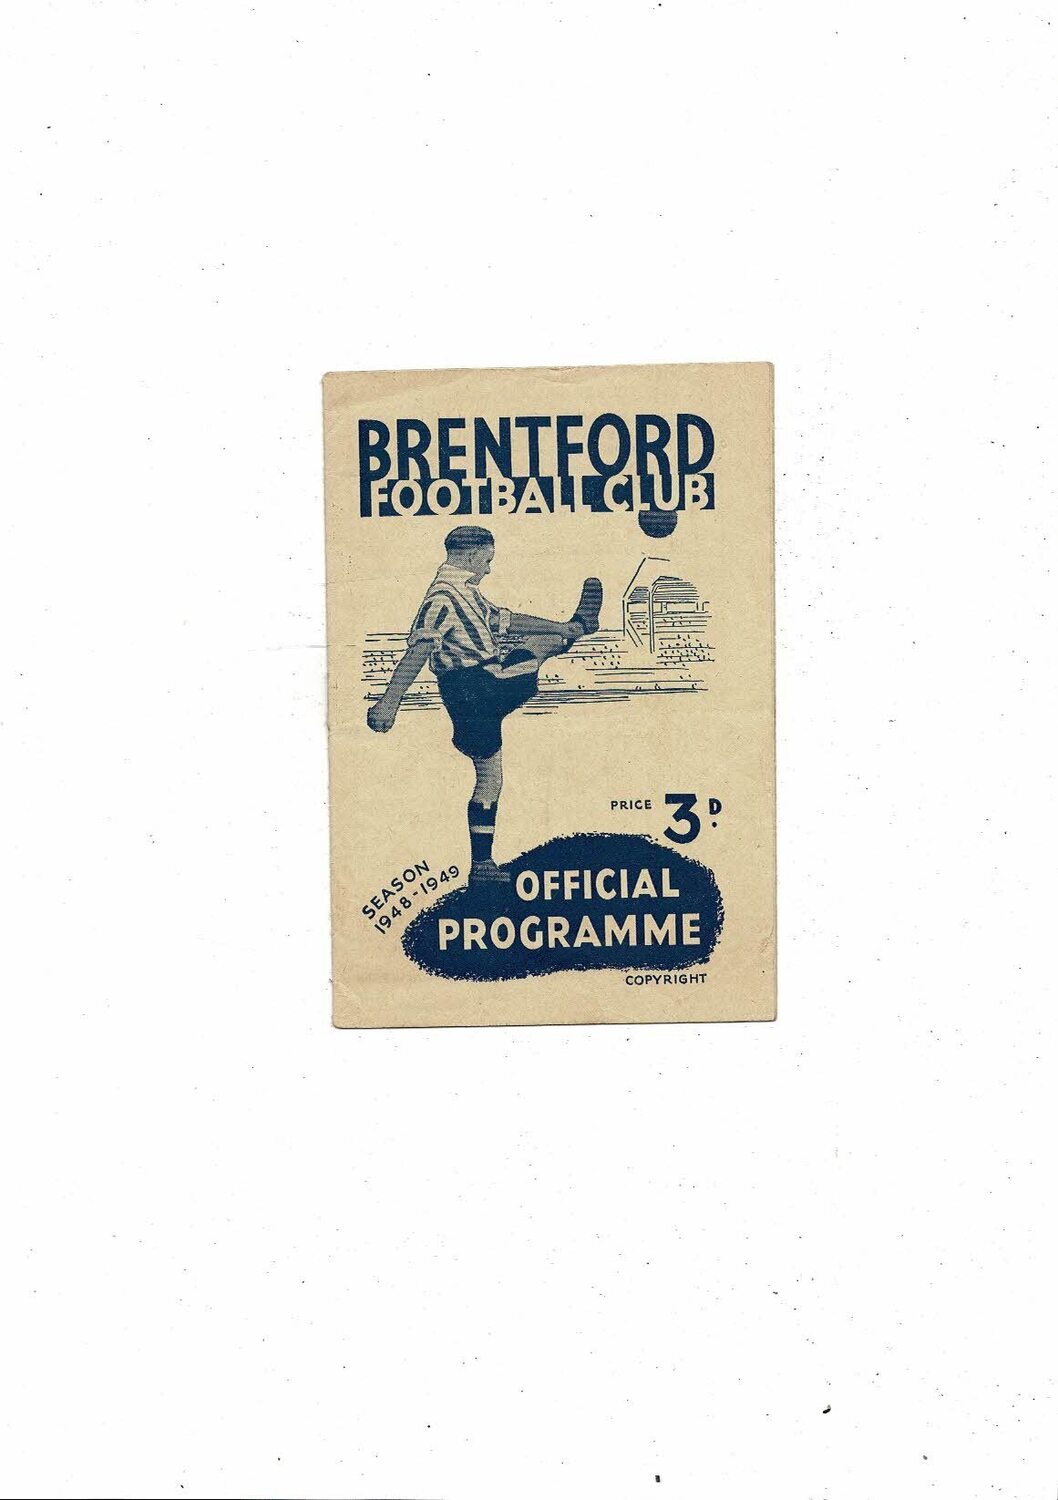 BRENTFORD
FOOTBALL CLUB
PRICE 3D.
SEASON
1948-1949
OFFICIAL
PROGRAMME
COPYRIGHT